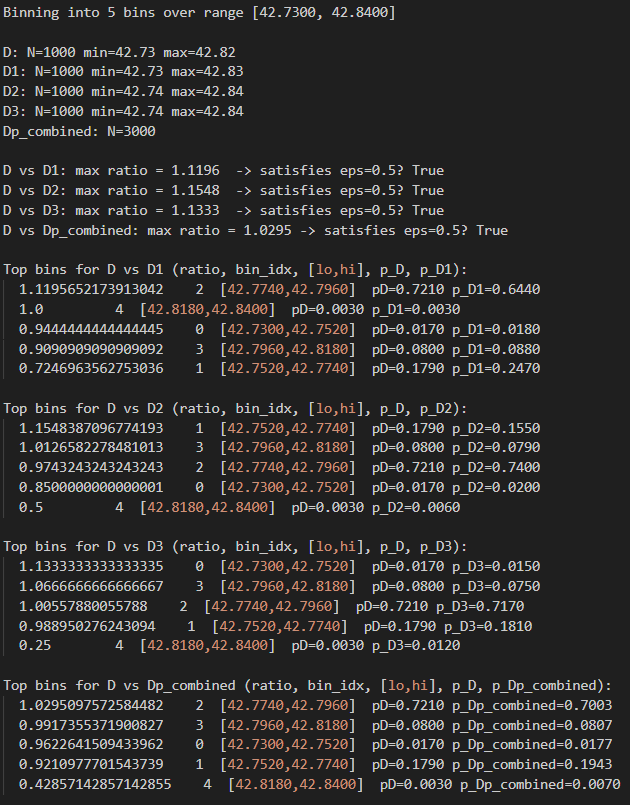 Binning into 5 bins over range [42.7300, 42.8400]
D: N=1000 min=42.73 max=42.82
D1: N=1000 min=42.73 max=42.83
D2: N=1000 min=42.74 max=42.84
D3: N=1000 min=42.74 max=42.84
Dp_combined: N=3000
D vs D1: max ratio = 1.1196  -> satisfies eps=0.5? True
D vs D2: max ratio = 1.1548  -> satisfies eps=0.5? True
D vs D3: max ratio = 1.1333  -> satisfies eps=0.5? True
D vs Dp_combined: max ratio = 1.0295 -> satisfies eps=0.5? True
Top bins for D vs D1 (ratio, bin_idx, [lo,hi], p_D, p_D1):
1.1195652173913042    2  [42.7740,42.7960]  pD=0.7210 p_D1=0.6440
1.0        4  [42.8180,42.8400]  pD=0.0030 p_D1=0.0030
0.9444444444444445    0  [42.7300,42.7520]  pD=0.0170 p_D1=0.0180
0.9090909090909092    3  [42.7960,42.8180]  pD=0.0800 p_D1=0.0880
0.7246963562753036    1  [42.7520,42.7740]  pD=0.1790 p_D1=0.2470
Top bins for D vs D2 (ratio, bin_idx, [lo,hi], p_D, p_D2):
1.1548387096774193    1  [42.7520,42.7740]  pD=0.1790 p_D2=0.1550
1.0126582278481013    3  [42.7960,42.8180]  pD=0.0800 p_D2=0.0790
0.9743243243243243    2  [42.7740,42.7960]  pD=0.7210 p_D2=0.7400
0.8500000000000001    0  [42.7300,42.7520]  pD=0.0170 p_D2=0.0200
0.5        4  [42.8180,42.8400]  pD=0.0030 p_D2=0.0060
Top bins for D vs D3 (ratio, bin_idx, [lo,hi], p_D, p_D3):
1.1333333333333335    0  [42.7300,42.7520]  pD=0.0170 p_D3=0.0150
1.0666666666666667    3  [42.7960,42.8180]  pD=0.0800 p_D3=0.0750
1.00557880055788    2  [42.7740,42.7960]  pD=0.7210 p_D3=0.7170
0.988950276243094    1  [42.7520,42.7740]  pD=0.1790 p_D3=0.1810
0.25       4  [42.8180,42.8400]  pD=0.0030 p_D3=0.0120
Top bins for D vs Dp_combined (ratio, bin_idx, [lo,hi], p_D, p_Dp_combined):
1.0295097572584482    2  [42.7740,42.7960]  pD=0.7210 p_Dp_combined=0.7003
0.9917355371900827    3  [42.7960,42.8180]  pD=0.0800 p_Dp_combined=0.0807
0.9622641509433962    0  [42.7300,42.7520]  pD=0.0170 p_Dp_combined=0.0177
0.9210977701543739    1  [42.7520,42.7740]  pD=0.1790 p_Dp_combined=0.1943
0.42857142857142855    4  [42.8180,42.8400]  pD=0.0030 p_Dp_combined=0.0070